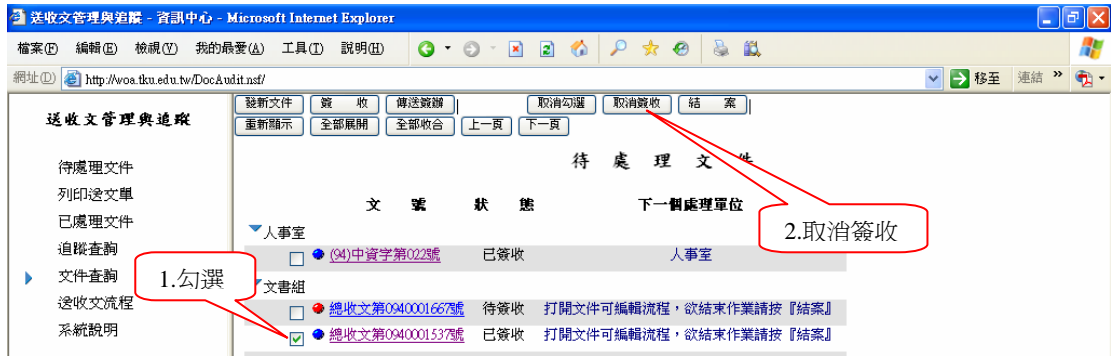 送收文管理與追蹤 - 資訊中心 - Microsoft Internet Explorer
檔案(F) 編輯(E) 檢視(V) 我的最愛(A) 工具(T) 說明(H)
網址(D) http://woa.tku.edu.tw/DocAudit.nsf/ 移至 連結 »
送收文管理與追蹤
待處理文件
列印送文單
已處理文件
追蹤查詢
文件查詢
送收文流程
系統說明
發新文件 簽 收 傳送簽辦 取消勾選 取消簽收 結 案
重新顯示 全部展開 全部收合 上一頁 下一頁
待 處 理 文 件
文 號 狀 態 下一個處理單位
人事室
(94)中資字第022號 已簽收 人事室
文書組
總收文第0940001667號 待簽收 打開文件可編輯流程，欲結束作業請按『結案』
總收文第0940001537號 已簽收 打開文件可編輯流程，欲結束作業請按『結案』
1.勾選
2.取消簽收